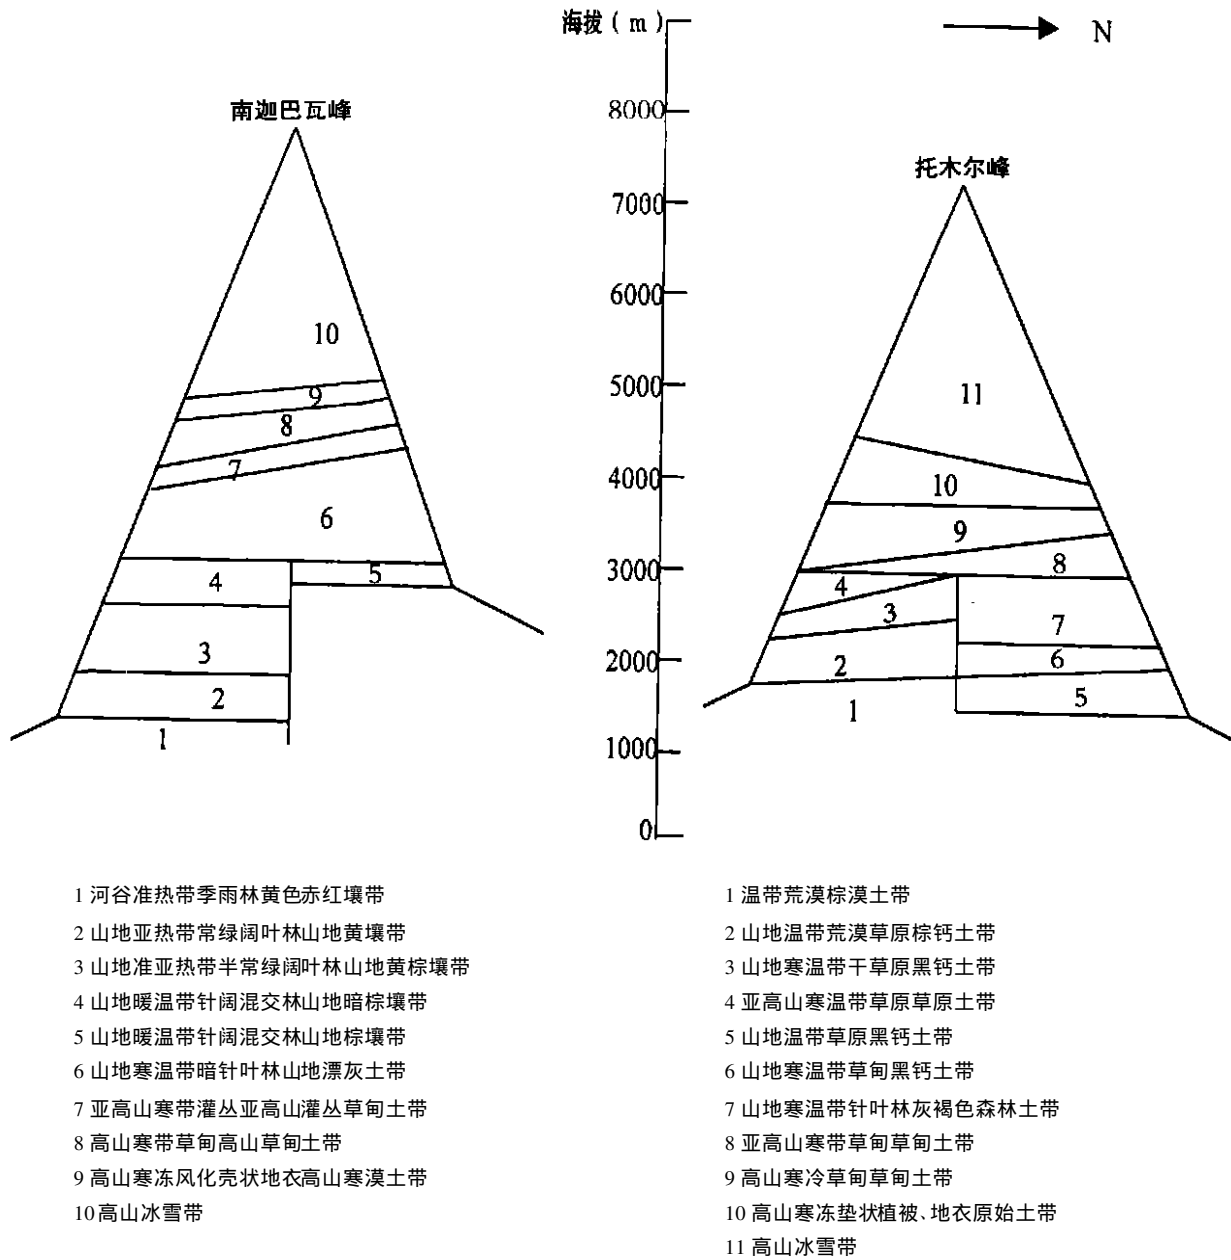 海拔（m）
N
南迦巴瓦峰
托木尔峰
8000
7000
6000
5000
4000
3000
2000
1000
0
10
9
8
7
6
5
4
3
2
1
11
10
9
8
4
3
7
2
6
1
5
1 河谷准热带季雨林黄色赤红壤带
2 山地亚热带常绿阔叶林山地黄壤带
3 山地准亚热带半常绿阔叶林山地黄棕壤带
4 山地暖温带针阔混交林山地暗棕壤带
5 山地暖温带针阔混交林山地棕壤带
6 山地寒温带暗针叶林山地漂灰土带
7 亚高山寒带灌丛亚高山灌丛草甸土带
8 高山寒带草甸高山草甸土带
9 高山寒冻风化壳状地衣高山寒漠土带
10 高山冰雪带
1 温带荒漠棕漠土带
2 山地温带荒漠草原棕钙土带
3 山地寒温带干草原黑钙土带
4 亚高山寒温带草原草原土带
5 山地温带草原黑钙土带
6 山地寒温带草甸黑钙土带
7 山地寒温带针叶林灰褐色森林土带
8 亚高山寒带草甸草甸土带
9 高山寒冷草甸草甸土带
10 高山寒冻垫状植被、地衣原始土带
11 高山冰雪带